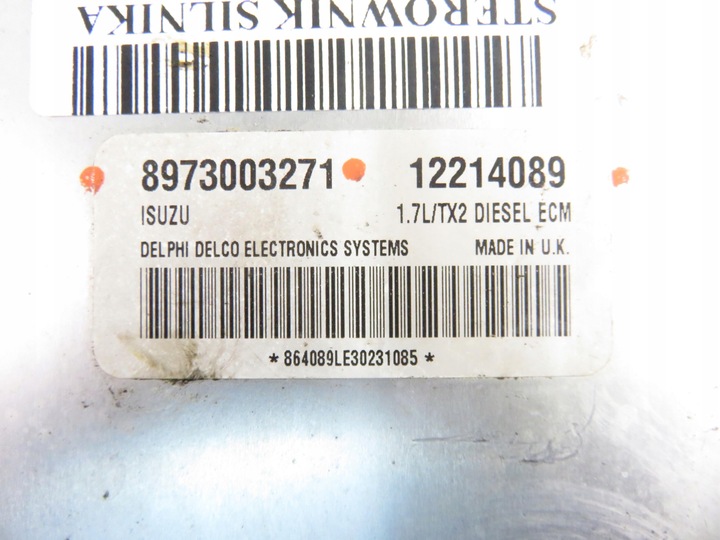 STEROWNIK SILNIKA
8973003271 12214089
ISUZU 1.7L/TX2 DIESEL ECM
DELPHI DELCO ELECTRONICS SYSTEMS MADE IN U.K.
*864089LE30231085*